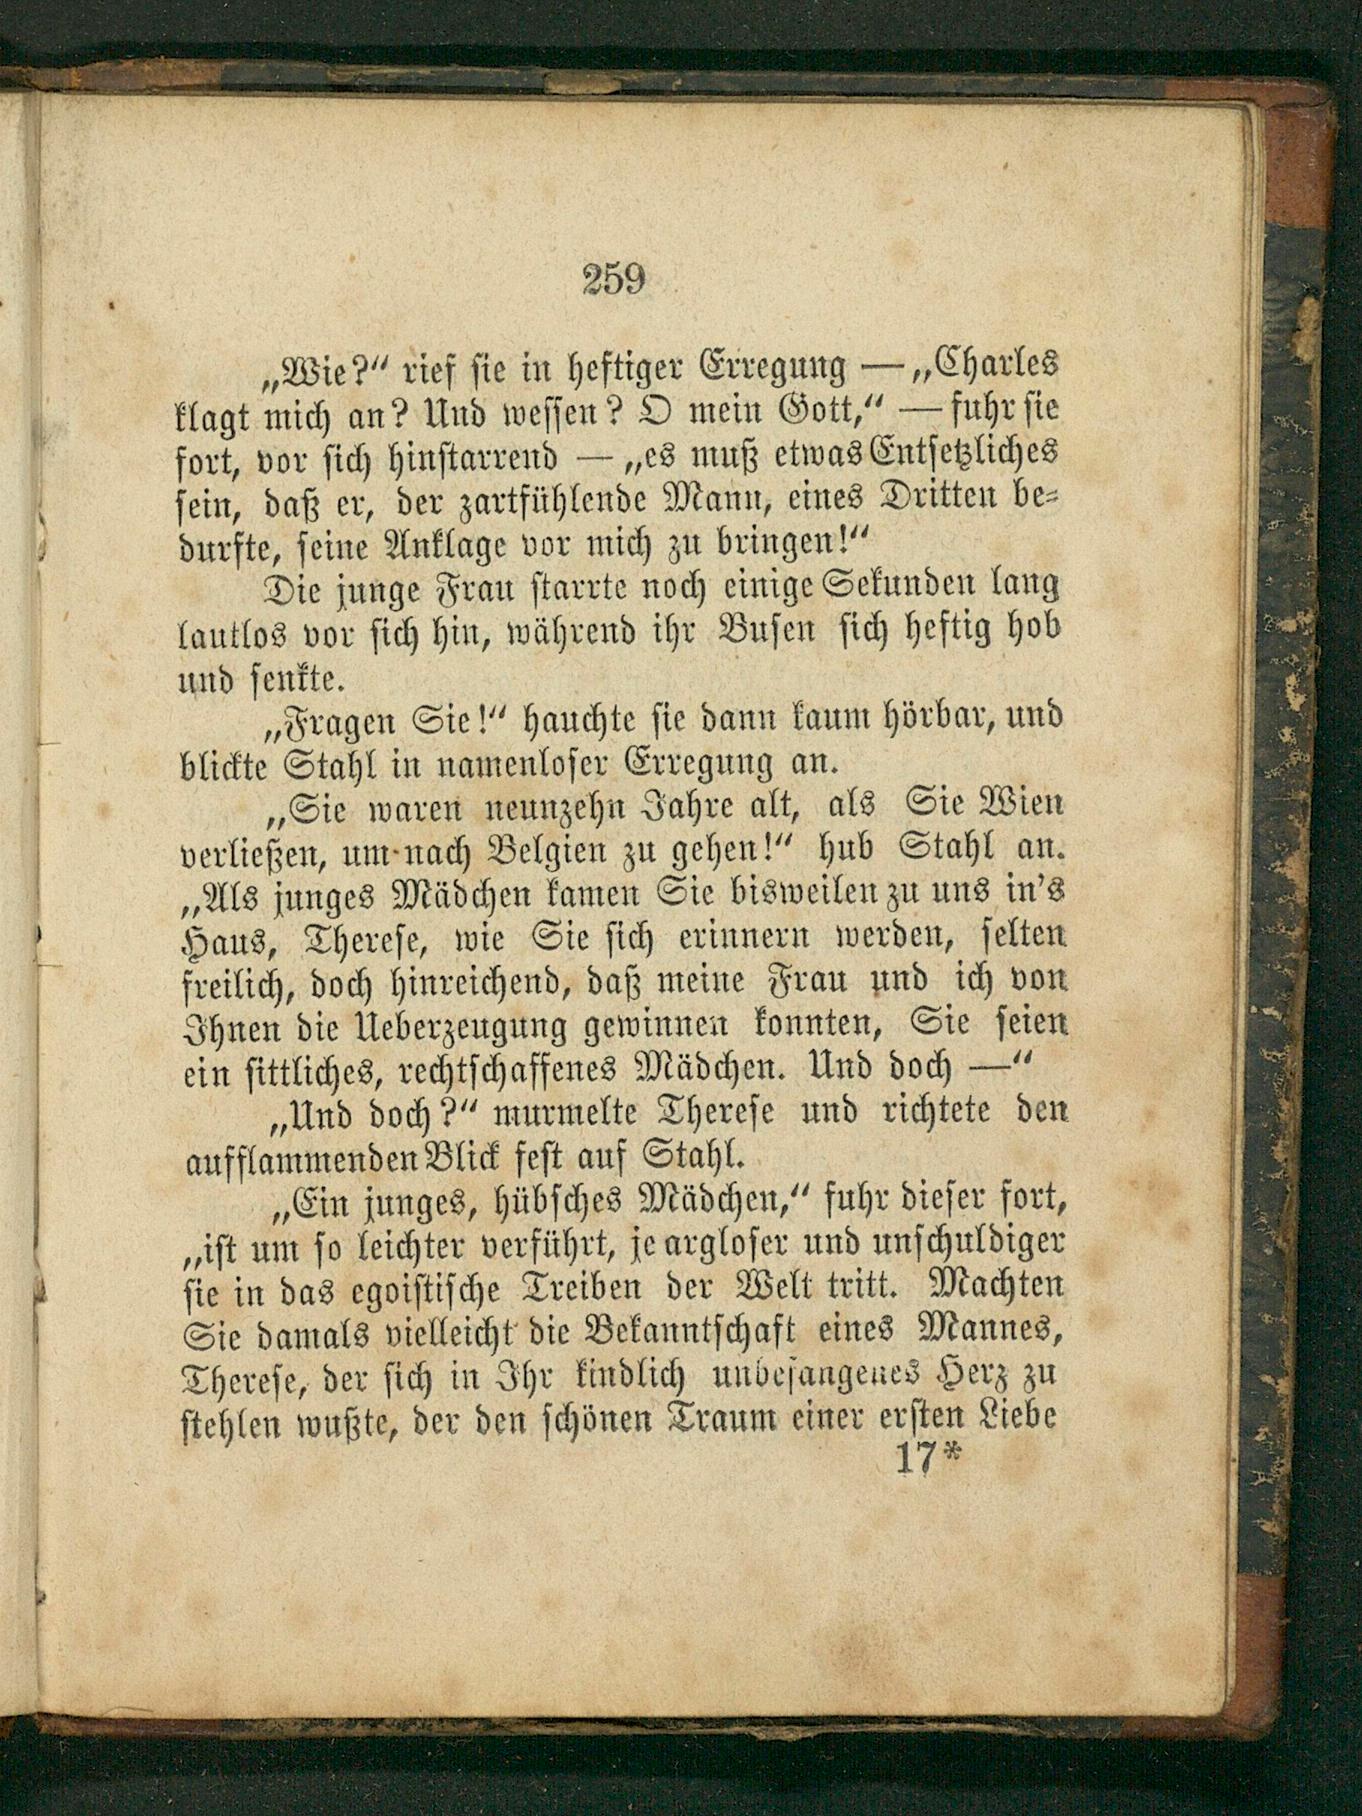 259
„Wie?“ rief sie in heftiger Erregung — „Charles
klagt mich an? Und wessen? O mein Gott,“ — fuhr sie
fort, vor sich hinstarrend — „es muß etwas Entsetzliches
sein, daß er, der zartfühlende Mann, eines Dritten be-
durfte, seine Anklage vor mich zu bringen!“
Die junge Frau starrte noch einige Sekunden lang
lautlos vor sich hin, während ihr Busen sich heftig hob
und senkte.
„Fragen Sie!“ hauchte sie dann kaum hörbar, und
blickte Stahl in namenloser Erregung an.
„Sie waren neunzehn Jahre alt, als Sie Wien
verließen, um nach Belgien zu gehen!“ hub Stahl an.
„Als junges Mädchen kamen Sie bisweilen zu uns in's
Haus, Therese, wie Sie sich erinnern werden, selten
freilich, doch hinreichend, daß meine Frau und ich von
Ihnen die Ueberzeugung gewinnen konnten, Sie seien
ein sittliches, rechtschaffenes Mädchen. Und doch —“
„Und doch?“ murmelte Therese und richtete den
aufflammenden Blick fest auf Stahl.
„Ein junges, hübsches Mädchen,“ fuhr dieser fort,
„ist um so leichter verführt, je argloser und unschuldiger
sie in das egoistische Treiben der Welt tritt. Machten
Sie damals vielleicht die Bekanntschaft eines Mannes,
Therese, der sich in Ihr kindlich unbefangenes Herz zu
stehlen wußte, der den schönen Traum einer ersten Liebe
17*